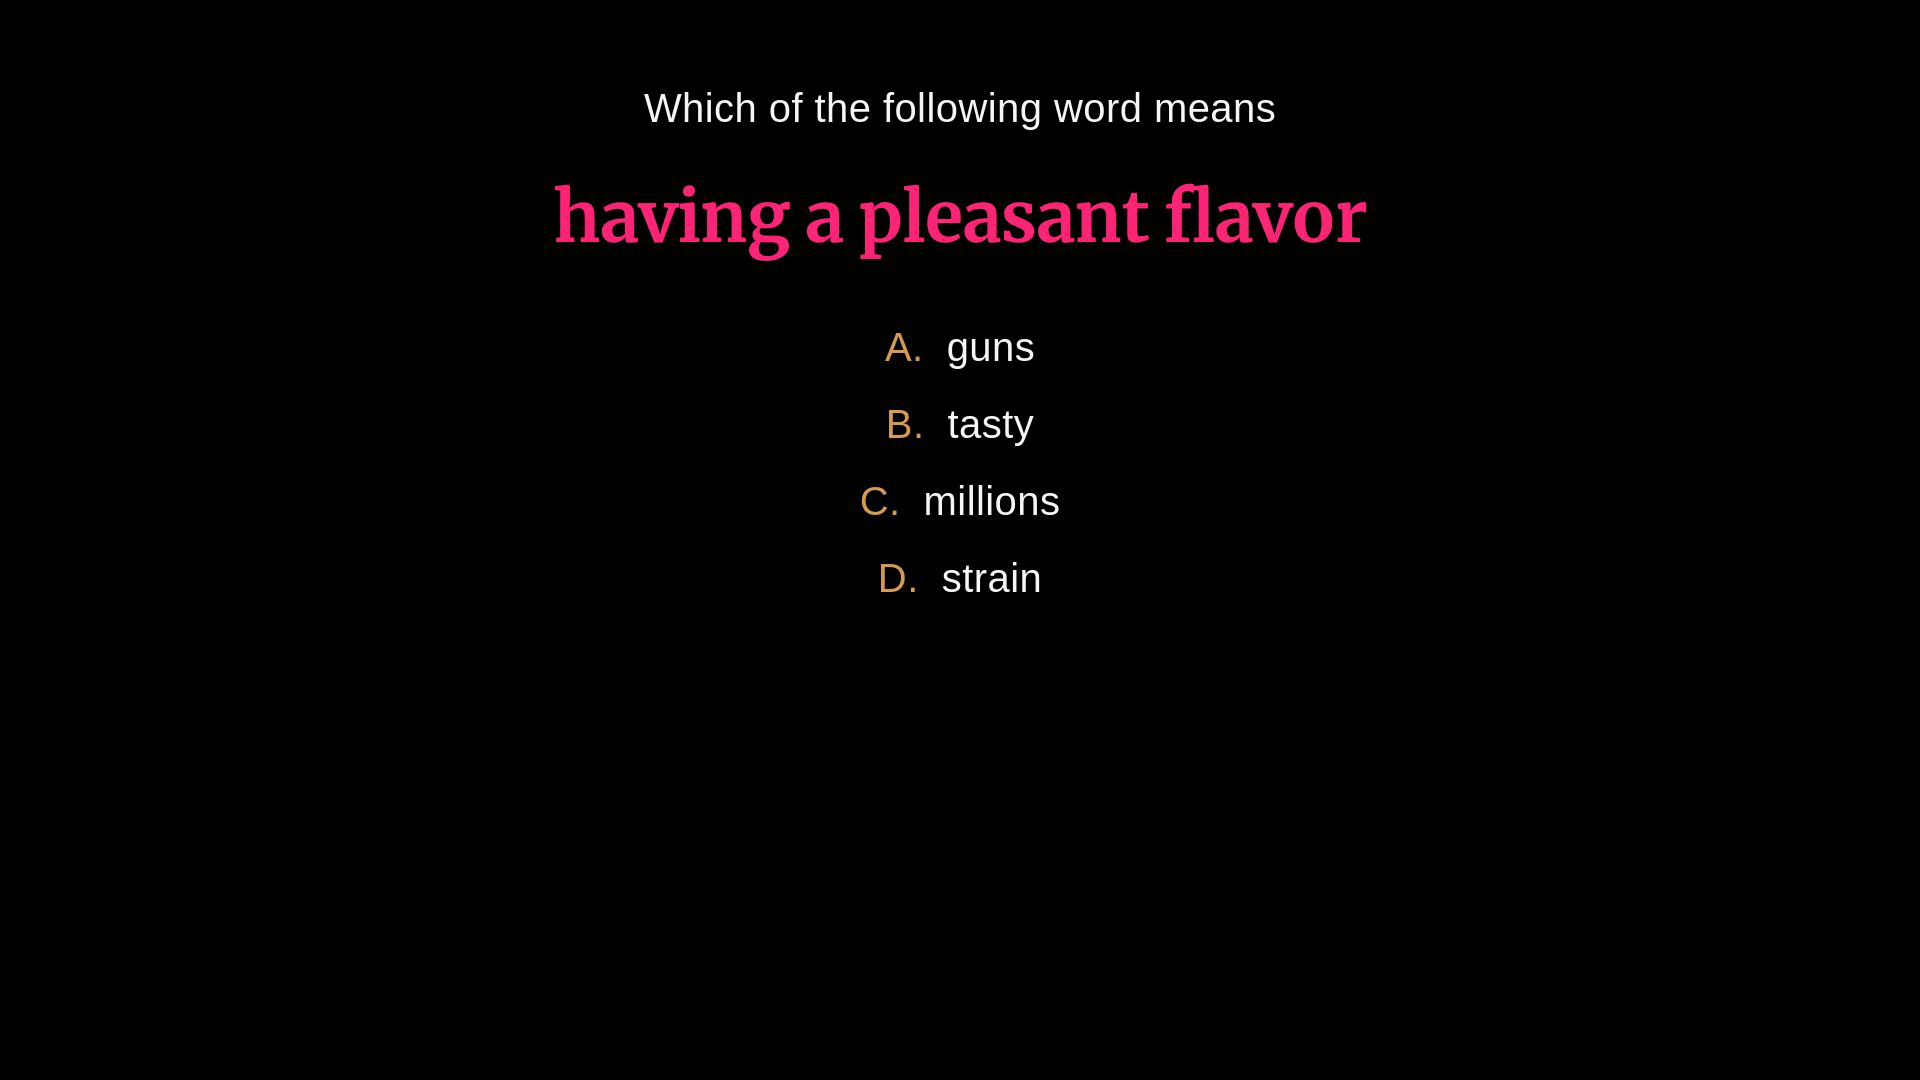 Which of the following word means
having a pleasant flavor
A. guns
B. tasty
C. millions
D. strain